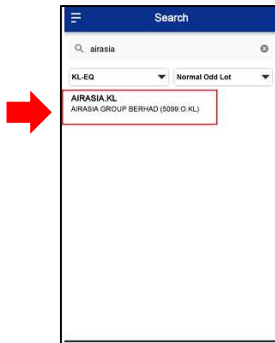 Search
airasia
KL-EQ
Normal Odd Lot
AIRASIA.KL
AIRASIA GROUP BERHAD (5099.O.KL)